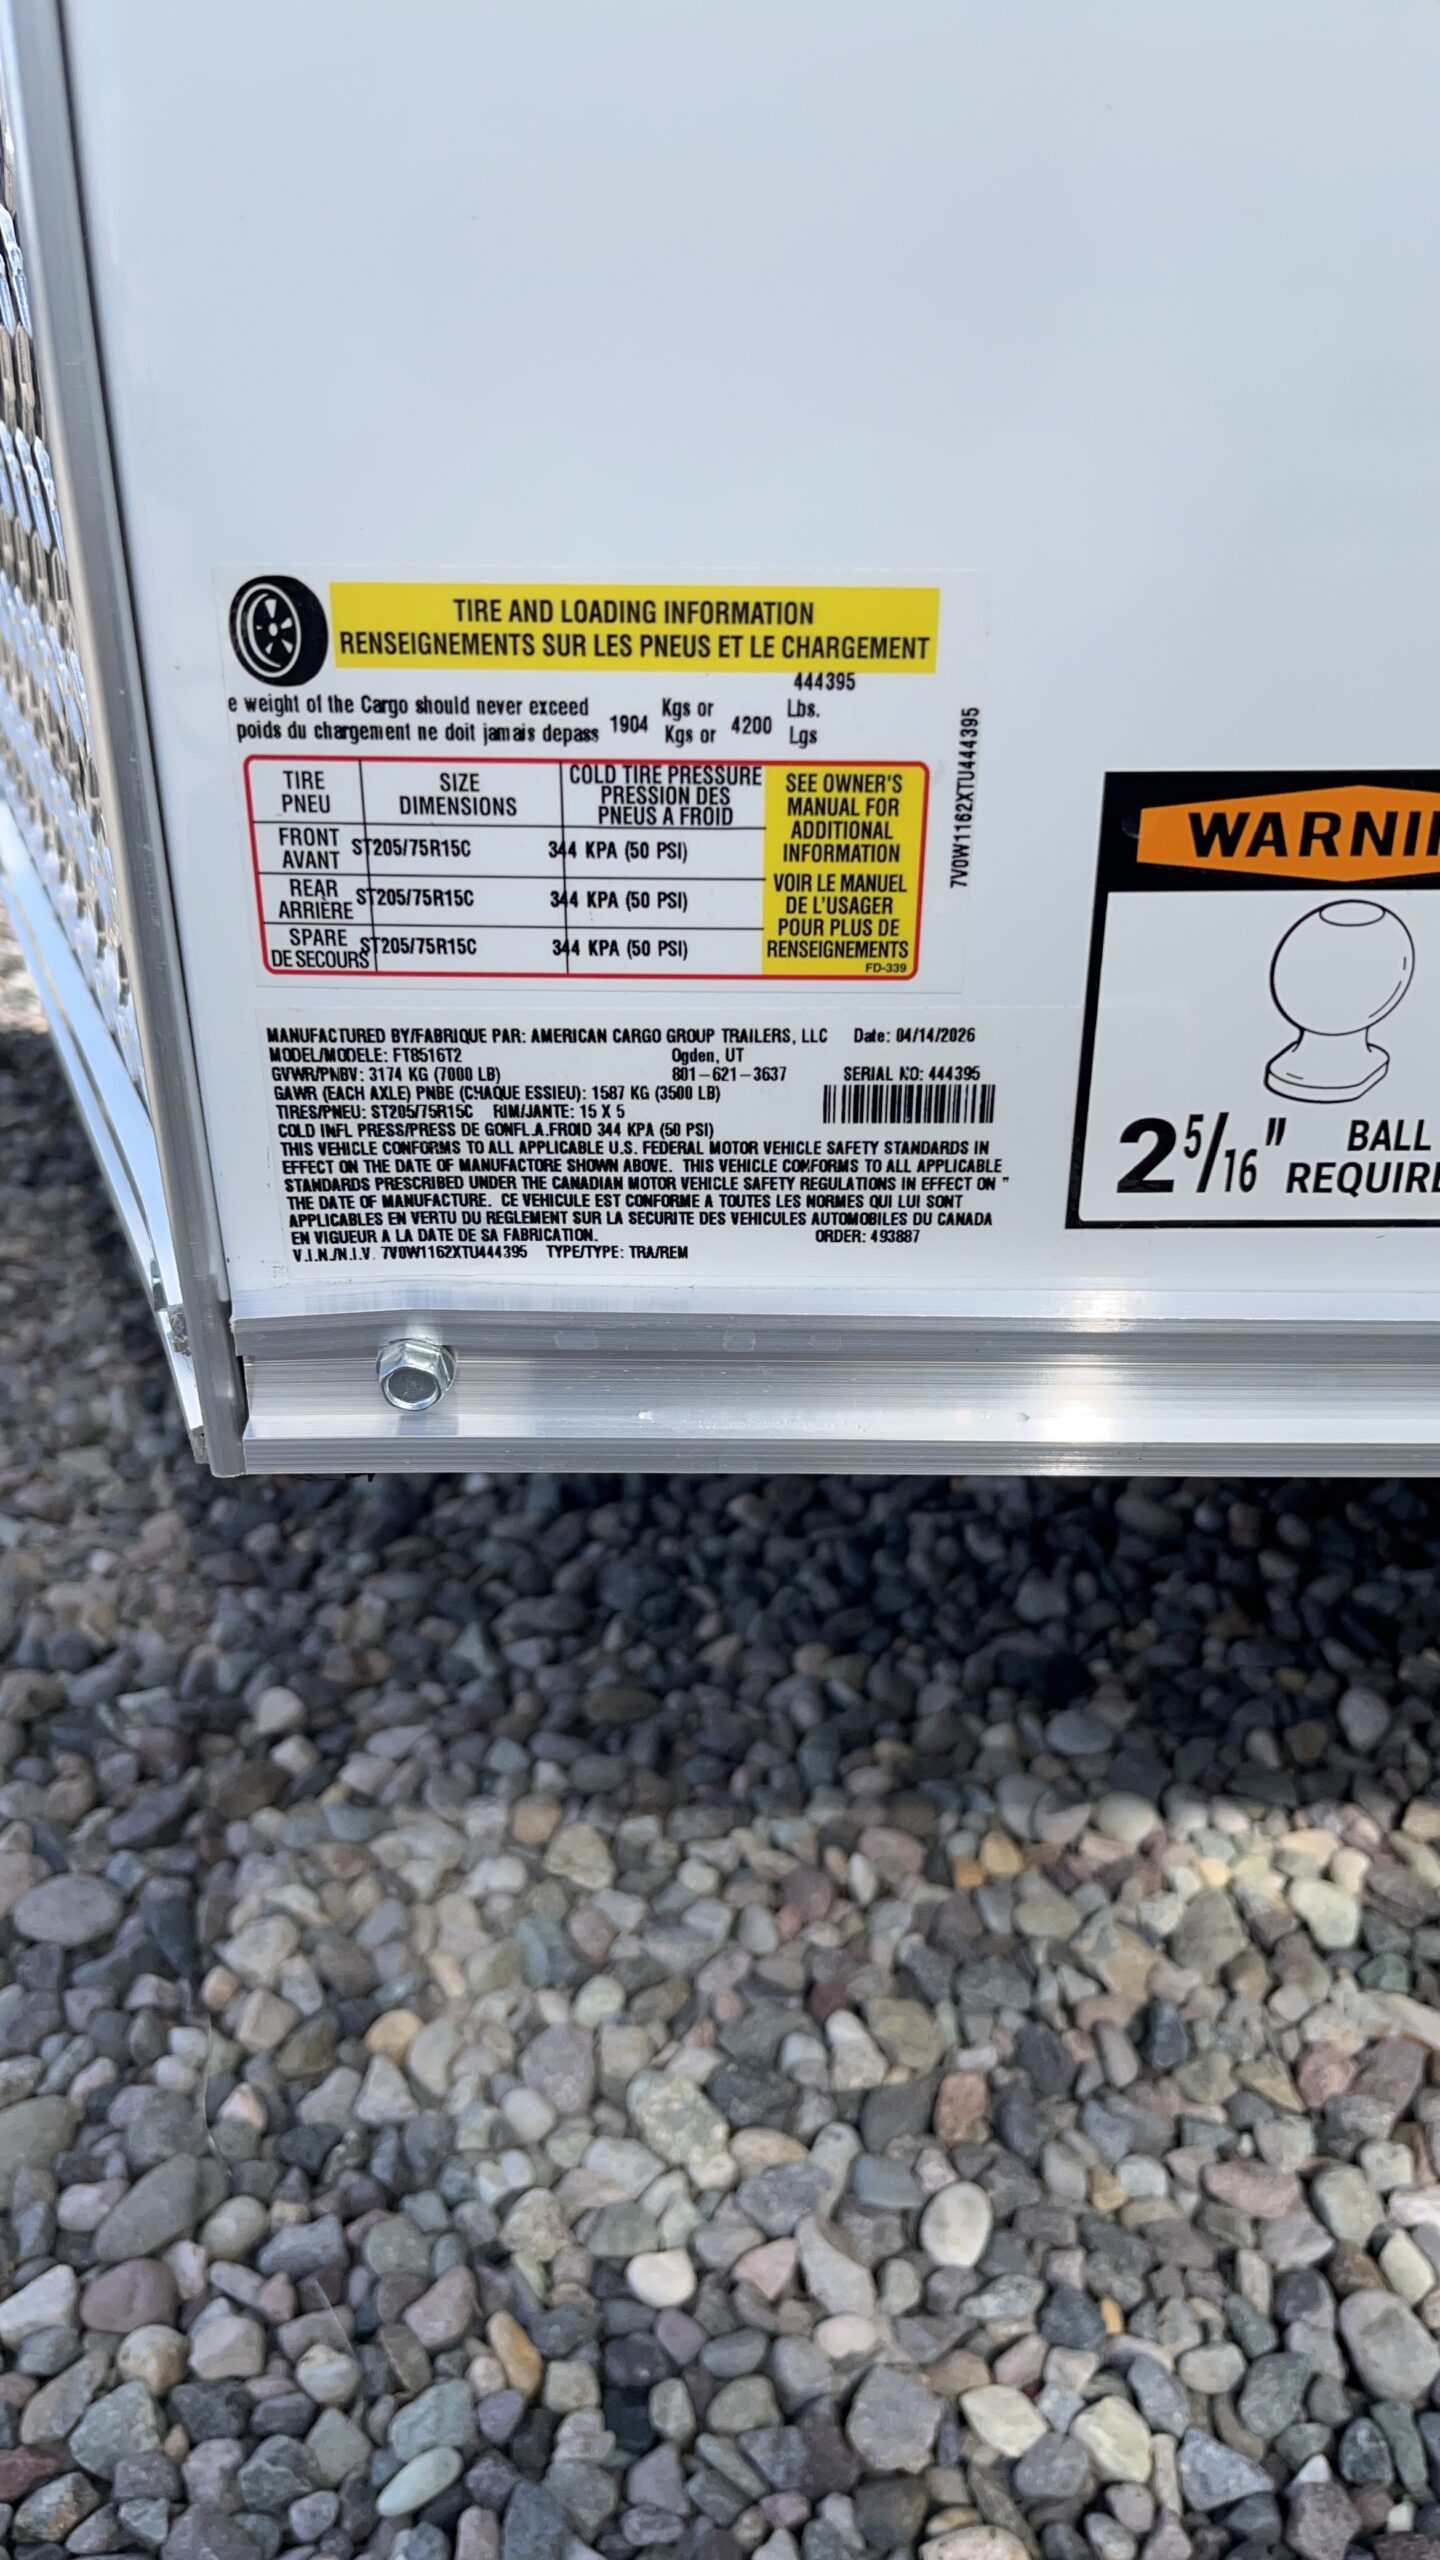 TIRE AND LOADING INFORMATION
RENSEIGNEMENTS SUR LES PNEUS ET LE CHARGEMENT
444395
e weight of the Cargo should never exceed 1904 Kgs or 4200 Lbs.
poids du chargement ne doit jamais depass Kgs or Lgs
TIRE PNEU SIZE DIMENSIONS COLD TIRE PRESSURE PRESSION DES PNEUS A FROID
FRONT AVANT ST205/75R15C 344 KPA (50 PSI)
REAR ARRIÈRE ST205/75R15C 344 KPA (50 PSI)
SPARE DE SECOURS ST205/75R15C 344 KPA (50 PSI)
SEE OWNER'S
MANUAL FOR
ADDITIONAL
INFORMATION
VOIR LE MANUEL
DE L'USAGER
POUR PLUS DE
RENSEIGNEMENTS
FD-339
7V0W1162XTU444395
MANUFACTURED BY/FABRIQUE PAR: AMERICAN CARGO GROUP TRAILERS, LLC Date: 04/14/2026
MODEL/MODELE: FT8516T2 Ogden, UT
GVWR/PNBV: 3174 KG (7000 LB) 801-621-3637 SERIAL NO: 444395
GAWR (EACH AXLE) PNBE (CHAQUE ESSIEU): 1587 KG (3500 LB)
TIRES/PNEU: ST205/75R15C RIM/JANTE: 15 X 5
COLD INFL PRESS/PRESS DE GONFL.A.FROID 344 KPA (50 PSI)
THIS VEHICLE CONFORMS TO ALL APPLICABLE U.S. FEDERAL MOTOR VEHICLE SAFETY STANDARDS IN
EFFECT ON THE DATE OF MANUFACTORE SHOWN ABOVE. THIS VEHICLE COMFORMS TO ALL APPLICABLE
STANDARDS PRESCRIBED UNDER THE CANADIAN MOTOR VEHICLE SAFETY REGULATIONS IN EFFECT ON "
THE DATE OF MANUFACTURE. CE VEHICULE EST CONFORME A TOUTES LES NORMES QUI LUI SONT
APPLICABLES EN VERTU DU REGLEMENT SUR LA SECURITE DES VEHICULES AUTOMOBILES DU CANADA
EN VIGUEUR A LA DATE DE SA FABRICATION. ORDER: 493887
V.I.N./N.I.V. 7V0W1162XTU444395 TYPE/TYPE: TRA/REM
WARNI
2 5/16" BALL
REQUIRE